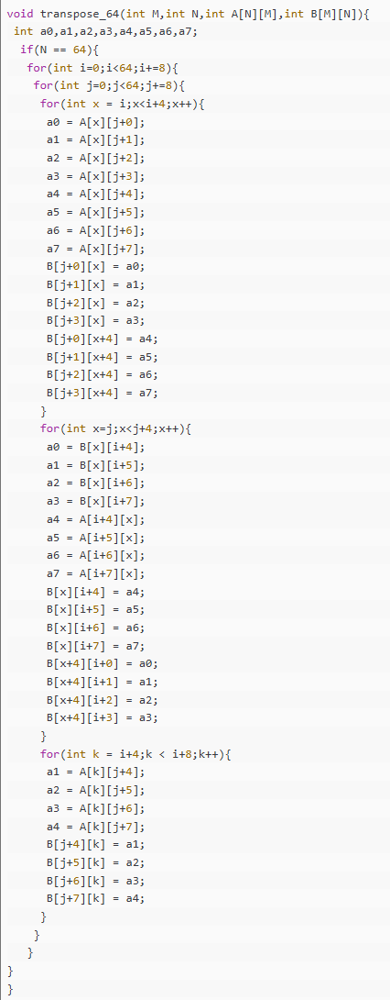 void transpose_64(int M,int N,int A[N][M],int B[M][N]){
 int a0,a1,a2,a3,a4,a5,a6,a7;
  if(N == 64){
   for(int i=0;i<64;i+=8){
    for(int j=0;j<64;j+=8){
     for(int x = i;x<i+4;x++){
      a0 = A[x][j+0];
      a1 = A[x][j+1];
      a2 = A[x][j+2];
      a3 = A[x][j+3];
      a4 = A[x][j+4];
      a5 = A[x][j+5];
      a6 = A[x][j+6];
      a7 = A[x][j+7];
      B[j+0][x] = a0;
      B[j+1][x] = a1;
      B[j+2][x] = a2;
      B[j+3][x] = a3;
      B[j+0][x+4] = a4;
      B[j+1][x+4] = a5;
      B[j+2][x+4] = a6;
      B[j+3][x+4] = a7;
     }
     for(int x=j;x<j+4;x++){
      a0 = B[x][i+4];
      a1 = B[x][i+5];
      a2 = B[x][i+6];
      a3 = B[x][i+7];
      a4 = A[i+4][x];
      a5 = A[i+5][x];
      a6 = A[i+6][x];
      a7 = A[i+7][x];
      B[x][i+4] = a4;
      B[x][i+5] = a5;
      B[x][i+6] = a6;
      B[x][i+7] = a7;
      B[x+4][i+0] = a0;
      B[x+4][i+1] = a1;
      B[x+4][i+2] = a2;
      B[x+4][i+3] = a3;
     }
     for(int k = i+4;k < i+8;k++){
      a1 = A[k][j+4];
      a2 = A[k][j+5];
      a3 = A[k][j+6];
      a4 = A[k][j+7];
      B[j+4][k] = a1;
      B[j+5][k] = a2;
      B[j+6][k] = a3;
      B[j+7][k] = a4;
     }
    }
   }
}
}